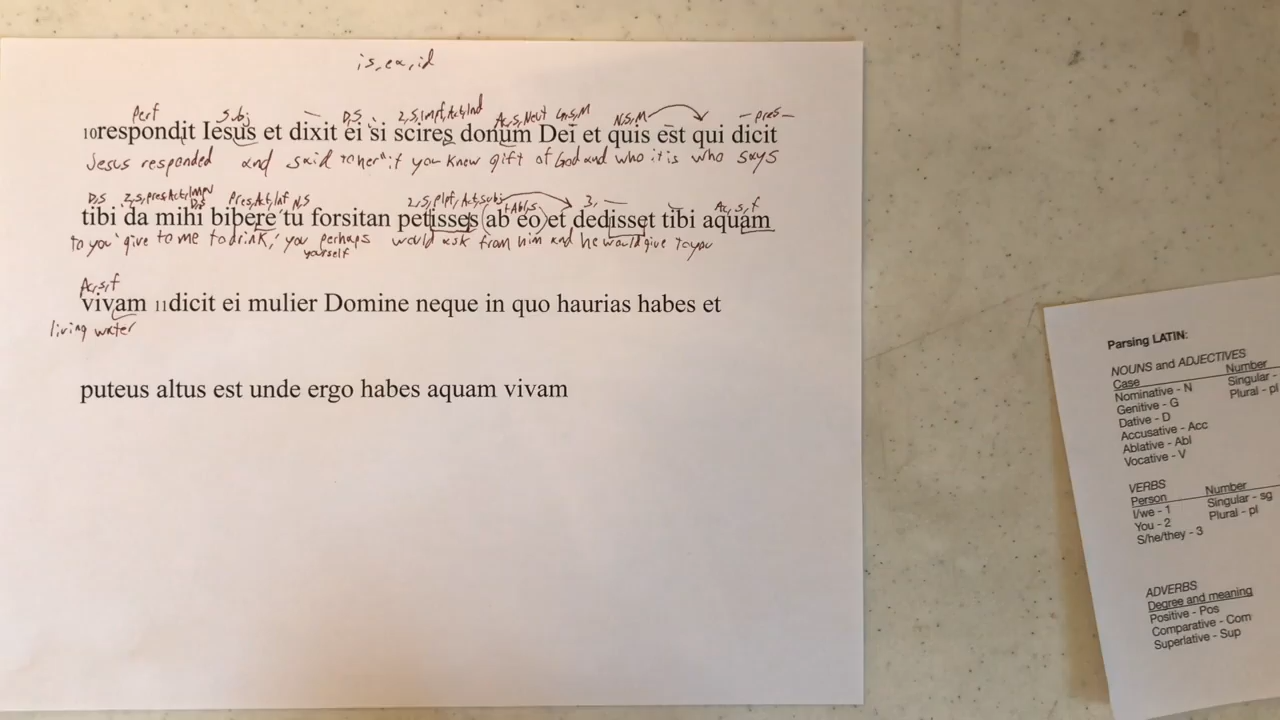 is, ea, id
Perf Subj D,S 2,S,Impf,Act,Ind Ac,S,Neut Gn,S,M N,S,M -pres-
10respondit Iesus et dixit ei si scires donum Dei et quis est qui dicit
Jesus responded and said to her "if you knew gift of God and who it is who says
D,S 2,S,pres,Act,Impv D,S Pres,Act,Inf N,S 2,S,plpf,Act,subj Abl,S 3, Ac,s,f
tibi da mihi bibere tu forsitan petisses ab eo et dedisset tibi aquam
to you 'give to me to drink,' you perhaps would ask from him and he would give to you
yourself
Ac,s,f
vivam 11dicit ei mulier Domine neque in quo haurias habes et
living water
puteus altus est unde ergo habes aquam vivam
Parsing LATIN:
NOUNS and ADJECTIVES
Case Number
Nominative - N Singular -
Genitive - G Plural - pl
Dative - D
Accusative - Acc
Ablative - Abl
Vocative - V
VERBS
Person Number
I/we - 1 Singular - sg
You - 2 Plural - pl
S/he/they - 3
ADVERBS
Degree and meaning
Positive - Pos
Comparative - Com
Superlative - Sup